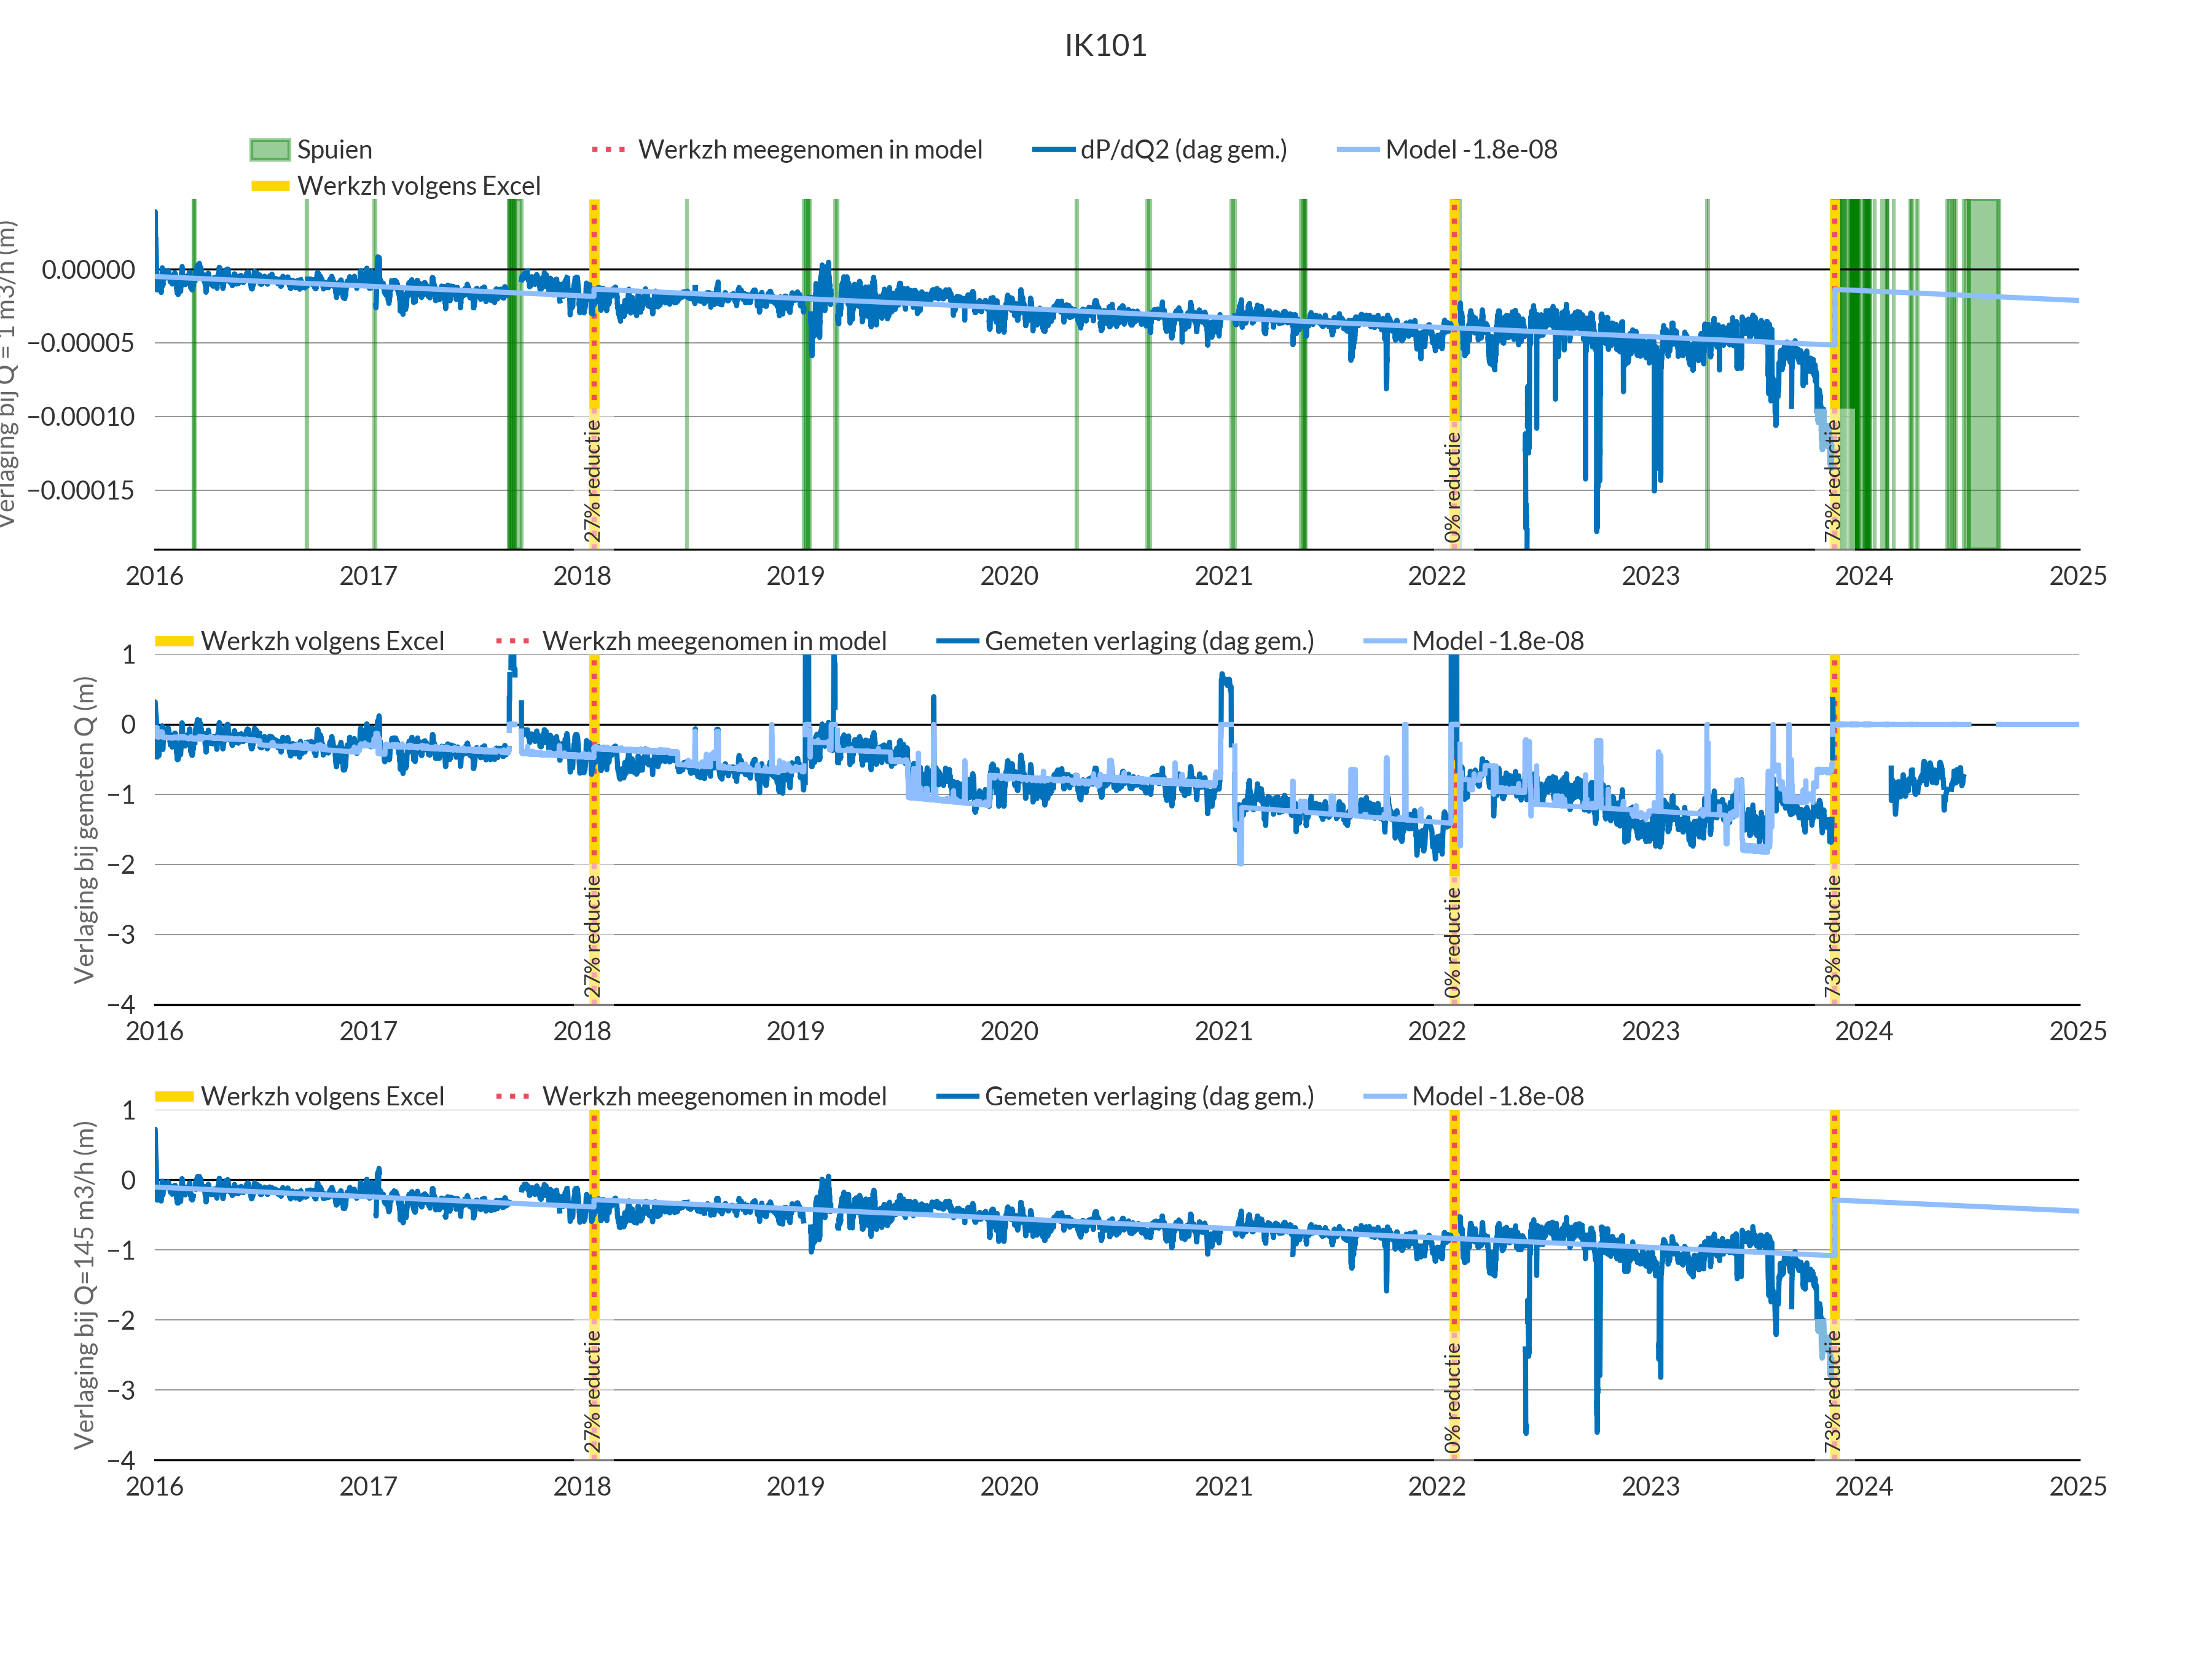 IK101
Spuien
Werkzh meegenomen in model
dP/dQ2 (dag gem.)
Model -1.8e-08
Werkzh volgens Excel
Verlaging bij Q = 1 m3/h (m)
0.00000
−0.00005
−0.00010
−0.00015
27% reductie
0% reductie
73% reductie
2016 2017 2018 2019 2020 2021 2022 2023 2024 2025
Werkzh volgens Excel
Werkzh meegenomen in model
Gemeten verlaging (dag gem.)
Model -1.8e-08
Verlaging bij gemeten Q (m)
1
0
−1
−2
−3
−4
27% reductie
0% reductie
73% reductie
2016 2017 2018 2019 2020 2021 2022 2023 2024 2025
Werkzh volgens Excel
Werkzh meegenomen in model
Gemeten verlaging (dag gem.)
Model -1.8e-08
Verlaging bij Q=145 m3/h (m)
1
0
−1
−2
−3
−4
27% reductie
0% reductie
73% reductie
2016 2017 2018 2019 2020 2021 2022 2023 2024 2025